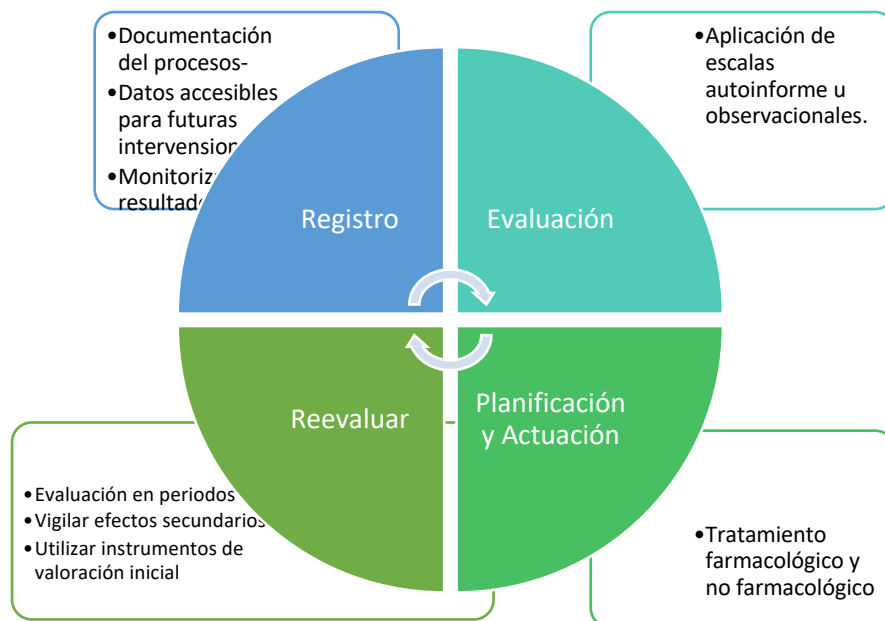 •Documentación
del procesos-
•Datos accesibles
para futuras
•Aplicación de
escalas
autoinforme u
observacionales.
Registro
Evaluación
Reevaluar
Planificación
y Actuación
•Evaluación en periodos
•Vigilar efectos secundarios
•Utilizar instrumentos de
valoración inicial
•Tratamiento
farmacológico y
no farmacológico